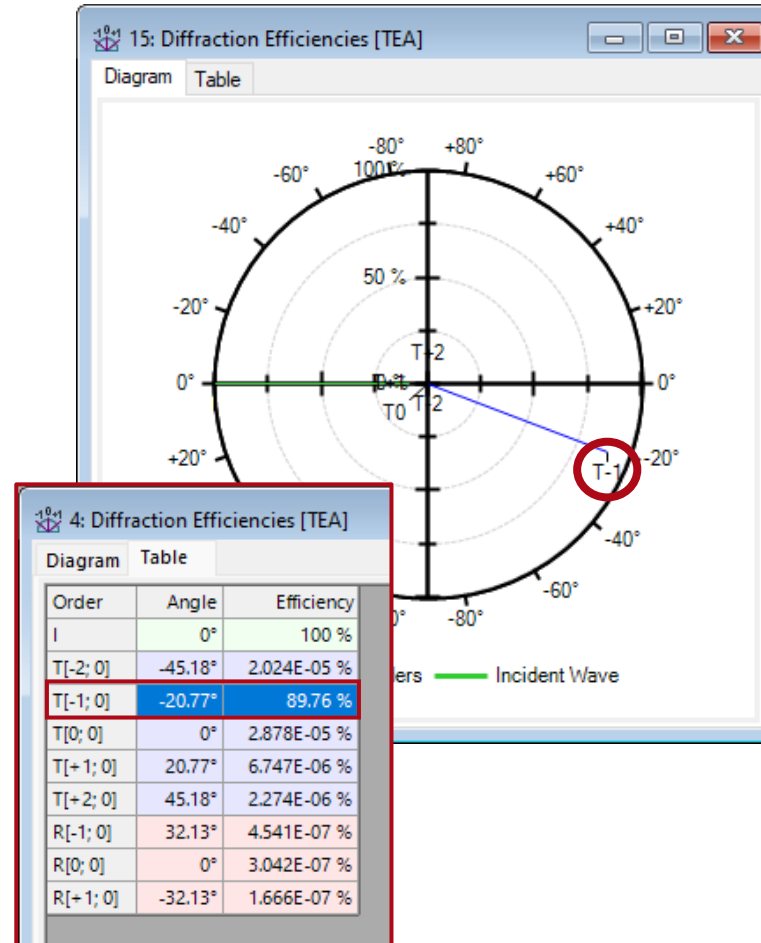 15: Diffraction Efficiencies [TEA]
Diagram Table
-80° +80°
-60° 100 % +60°
-40° +40°
50 %
-20° +20°
T-2
0° 0°
T0 T-2
+20° T-1 -20°
-40°
-60°
-80°
Incident Wave
4: Diffraction Efficiencies [TEA]
Diagram Table
Order Angle Efficiency
I 0° 100 %
T[-2; 0] -45.18° 2.024E-05 %
T[-1; 0] -20.77° 89.76 %
T[0; 0] 0° 2.878E-05 %
T[+1; 0] 20.77° 6.747E-06 %
T[+2; 0] 45.18° 2.274E-06 %
R[-1; 0] 32.13° 4.541E-07 %
R[0; 0] 0° 3.042E-07 %
R[+1; 0] -32.13° 1.666E-07 %